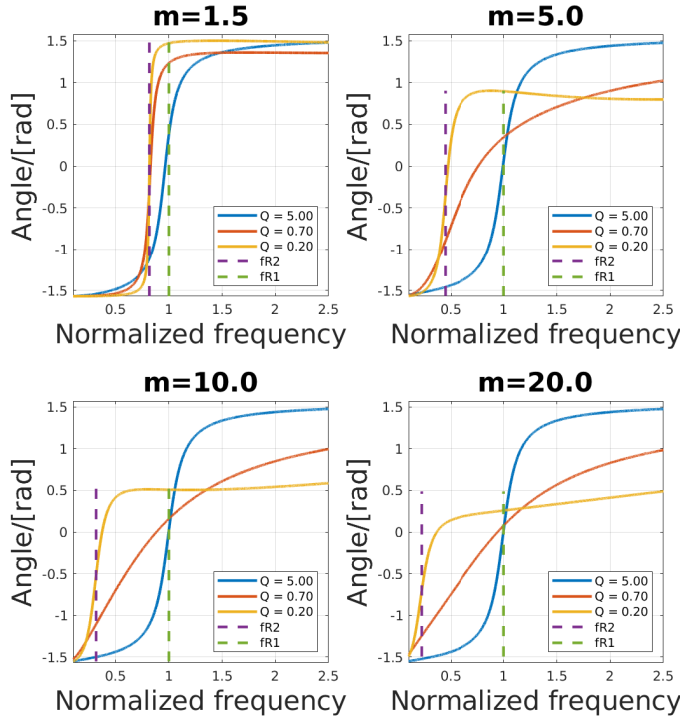 m=1.5
Angle/[rad]
1.5
1
0.5
0
-0.5
-1
-1.5
Q = 5.00
Q = 0.70
Q = 0.20
fR2
fR1
0.5 1 1.5 2 2.5
Normalized frequency
m=5.0
Angle/[rad]
1.5
1
0.5
0
-0.5
-1
-1.5
Q = 5.00
Q = 0.70
Q = 0.20
fR2
fR1
0.5 1 1.5 2 2.5
Normalized frequency
m=10.0
Angle/[rad]
1.5
1
0.5
0
-0.5
-1
-1.5
Q = 5.00
Q = 0.70
Q = 0.20
fR2
fR1
0.5 1 1.5 2 2.5
Normalized frequency
m=20.0
Angle/[rad]
1.5
1
0.5
0
-0.5
-1
-1.5
Q = 5.00
Q = 0.70
Q = 0.20
fR2
fR1
0.5 1 1.5 2 2.5
Normalized frequency